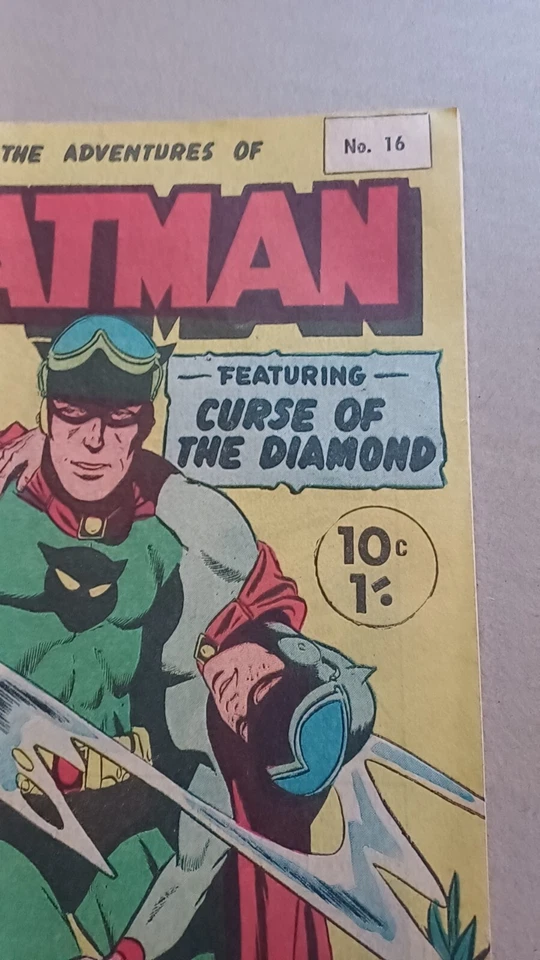 THE ADVENTURES OF
No. 16
ATMAN
— FEATURING —
CURSE OF
THE DIAMOND
10c
1/-